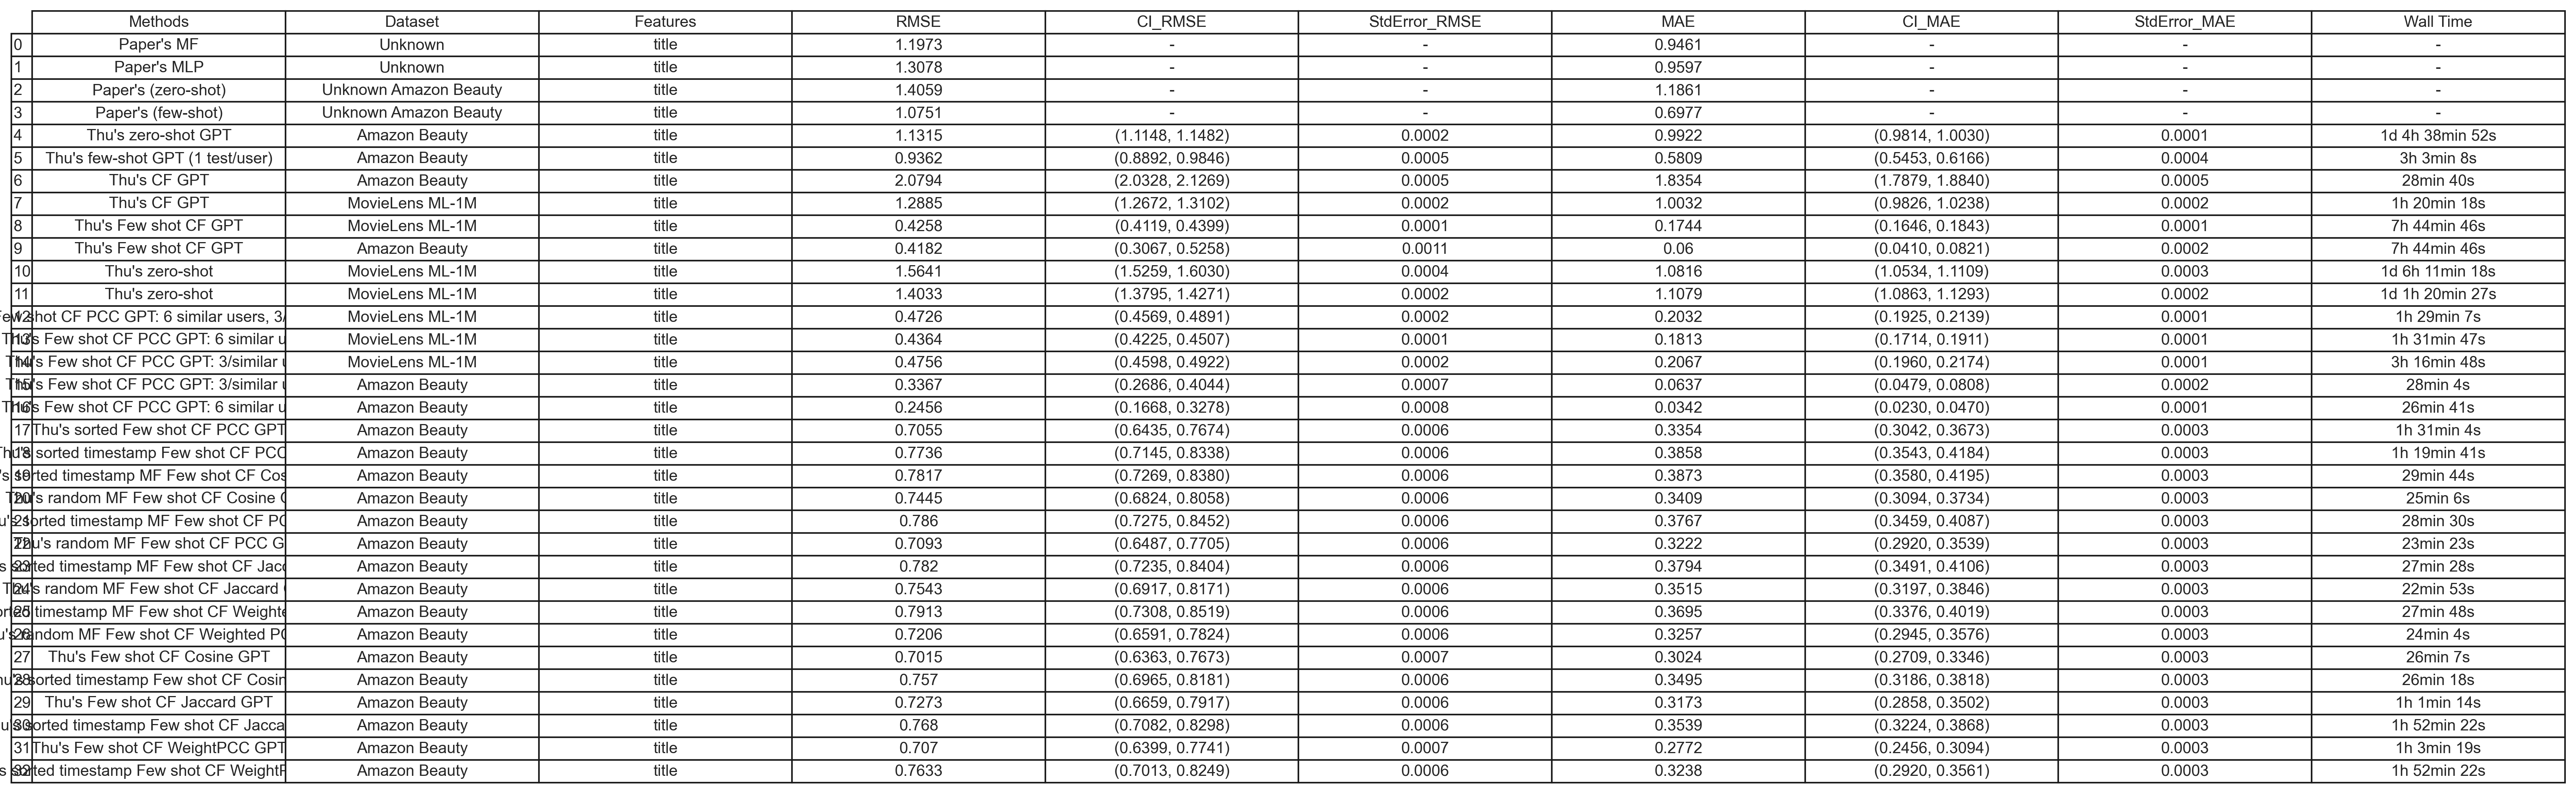 Methods Dataset Features RMSE CI_RMSE StdError_RMSE MAE CI_MAE StdError_MAE Wall Time
0 Paper's MF Unknown title 1.1973 - - 0.9461 - - -
1 Paper's MLP Unknown title 1.3078 - - 0.9597 - - -
2 Paper's (zero-shot) Unknown Amazon Beauty title 1.4059 - - 1.1861 - - -
3 Paper's (few-shot) Unknown Amazon Beauty title 1.0751 - - 0.6977 - - -
4 Thu's zero-shot GPT Amazon Beauty title 1.1315 (1.1148, 1.1482) 0.0002 0.9922 (0.9814, 1.0030) 0.0001 1d 4h 38min 52s
5 Thu's few-shot GPT (1 test/user) Amazon Beauty title 0.9362 (0.8892, 0.9846) 0.0005 0.5809 (0.5453, 0.6166) 0.0004 3h 3min 8s
6 Thu's CF GPT Amazon Beauty title 2.0794 (2.0328, 2.1269) 0.0005 1.8354 (1.7879, 1.8840) 0.0005 28min 40s
7 Thu's CF GPT MovieLens ML-1M title 1.2885 (1.2672, 1.3102) 0.0002 1.0032 (0.9826, 1.0238) 0.0002 1h 20min 18s
8 Thu's Few shot CF GPT MovieLens ML-1M title 0.4258 (0.4119, 0.4399) 0.0001 0.1744 (0.1646, 0.1843) 0.0001 7h 44min 46s
9 Thu's Few shot CF GPT Amazon Beauty title 0.4182 (0.3067, 0.5258) 0.0011 0.06 (0.0410, 0.0821) 0.0002 7h 44min 46s
10 Thu's zero-shot MovieLens ML-1M title 1.5641 (1.5259, 1.6030) 0.0004 1.0816 (1.0534, 1.1109) 0.0003 1d 6h 11min 18s
11 Thu's zero-shot MovieLens ML-1M title 1.4033 (1.3795, 1.4271) 0.0002 1.1079 (1.0863, 1.1293) 0.0002 1d 1h 20min 27s
12 Few shot CF PCC GPT: 6 similar users, 3/ MovieLens ML-1M title 0.4726 (0.4569, 0.4891) 0.0001 0.2032 (0.1925, 0.2139) 0.0001 1h 29min 7s
13 Thu's Few shot CF PCC GPT: 6 similar u MovieLens ML-1M title 0.4364 (0.4225, 0.4507) 0.0001 0.1813 (0.1714, 0.1911) 0.0001 1h 31min 47s
14 Thu's Few shot CF PCC GPT: 3/similar MovieLens ML-1M title 0.4756 (0.4598, 0.4922) 0.0002 0.2067 (0.1960, 0.2174) 0.0001 3h 16min 48s
15 Thu's Few shot CF PCC GPT: 3/similar Amazon Beauty title 0.3367 (0.2686, 0.4044) 0.0007 0.0637 (0.0479, 0.0808) 0.0002 28min 4s
16 Thu's Few shot CF PCC GPT: 6 similar u Amazon Beauty title 0.2456 (0.1668, 0.3278) 0.0008 0.0342 (0.0230, 0.0470) 0.0001 26min 41s
17 Thu's sorted Few shot CF PCC GPT Amazon Beauty title 0.7055 (0.6435, 0.7674) 0.0006 0.3354 (0.3042, 0.3673) 0.0003 1h 31min 4s
18 Thu's sorted timestamp Few shot CF PCC Amazon Beauty title 0.7736 (0.7145, 0.8338) 0.0006 0.3858 (0.3543, 0.4184) 0.0003 1h 19min 41s
19 's sorted timestamp MF Few shot CF Cos Amazon Beauty title 0.7817 (0.7269, 0.8380) 0.0006 0.3873 (0.3580, 0.4195) 0.0003 29min 44s
20 Thu's random MF Few shot CF Cosine Amazon Beauty title 0.7445 (0.6824, 0.8058) 0.0006 0.3409 (0.3094, 0.3734) 0.0003 25min 6s
21 u's sorted timestamp MF Few shot CF PC Amazon Beauty title 0.786 (0.7275, 0.8452) 0.0006 0.3767 (0.3459, 0.4087) 0.0003 28min 30s
22 Thu's random MF Few shot CF PCC G Amazon Beauty title 0.7093 (0.6487, 0.7705) 0.0006 0.3222 (0.2920, 0.3539) 0.0003 23min 23s
23 s sorted timestamp MF Few shot CF Jacc Amazon Beauty title 0.782 (0.7235, 0.8404) 0.0006 0.3794 (0.3491, 0.4106) 0.0003 27min 28s
24 Thu's random MF Few shot CF Jaccard Amazon Beauty title 0.7543 (0.6917, 0.8171) 0.0006 0.3515 (0.3197, 0.3846) 0.0003 22min 53s
25 orted timestamp MF Few shot CF Weighte Amazon Beauty title 0.7913 (0.7308, 0.8519) 0.0006 0.3695 (0.3376, 0.4019) 0.0003 27min 48s
26 u's random MF Few shot CF Weighted PC Amazon Beauty title 0.7206 (0.6591, 0.7824) 0.0006 0.3257 (0.2945, 0.3576) 0.0003 24min 4s
27 Thu's Few shot CF Cosine GPT Amazon Beauty title 0.7015 (0.6363, 0.7673) 0.0007 0.3024 (0.2709, 0.3346) 0.0003 26min 7s
28 hu's sorted timestamp Few shot CF Cosin Amazon Beauty title 0.757 (0.6965, 0.8181) 0.0006 0.3495 (0.3186, 0.3818) 0.0003 26min 18s
29 Thu's Few shot CF Jaccard GPT Amazon Beauty title 0.7273 (0.6659, 0.7917) 0.0006 0.3173 (0.2858, 0.3502) 0.0003 1h 1min 14s
30 u's sorted timestamp Few shot CF Jacca Amazon Beauty title 0.768 (0.7082, 0.8298) 0.0006 0.3539 (0.3224, 0.3868) 0.0003 1h 52min 22s
31 Thu's Few shot CF WeightPCC GPT Amazon Beauty title 0.707 (0.6399, 0.7741) 0.0007 0.2772 (0.2456, 0.3094) 0.0003 1h 3min 19s
32 s sorted timestamp Few shot CF WeightP Amazon Beauty title 0.7633 (0.7013, 0.8249) 0.0006 0.3238 (0.2920, 0.3561) 0.0003 1h 52min 22s